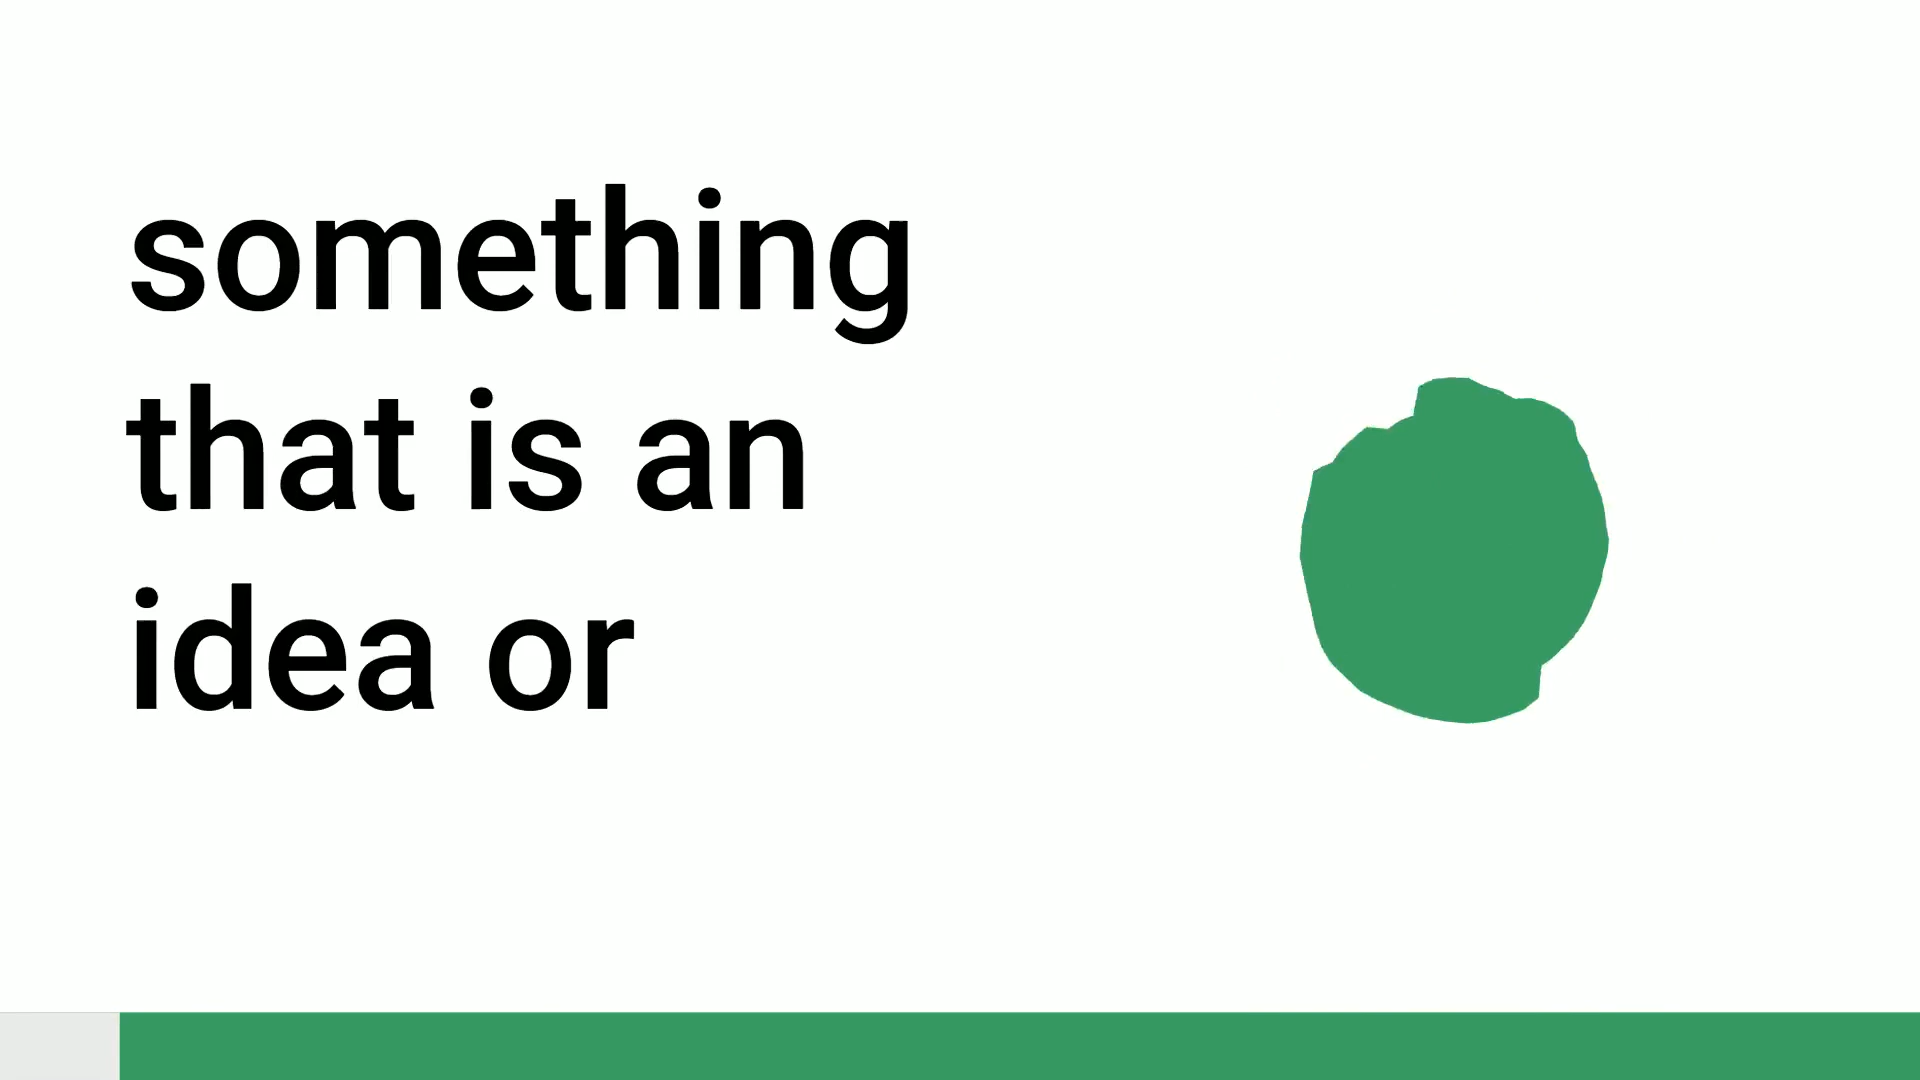 something
that is an
idea or